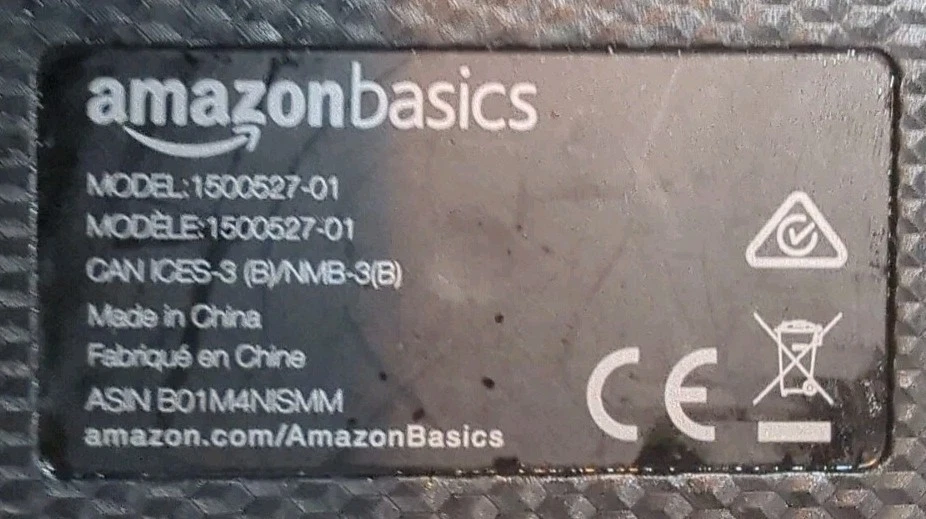 amazonbasics
MODEL:1500527-01
MODÈLE:1500527-01
CAN ICES-3 (B)/NMB-3(B)
Made in China
Fabriqué en Chine
ASIN B01M4NISMM
amazon.com/AmazonBasics
CE